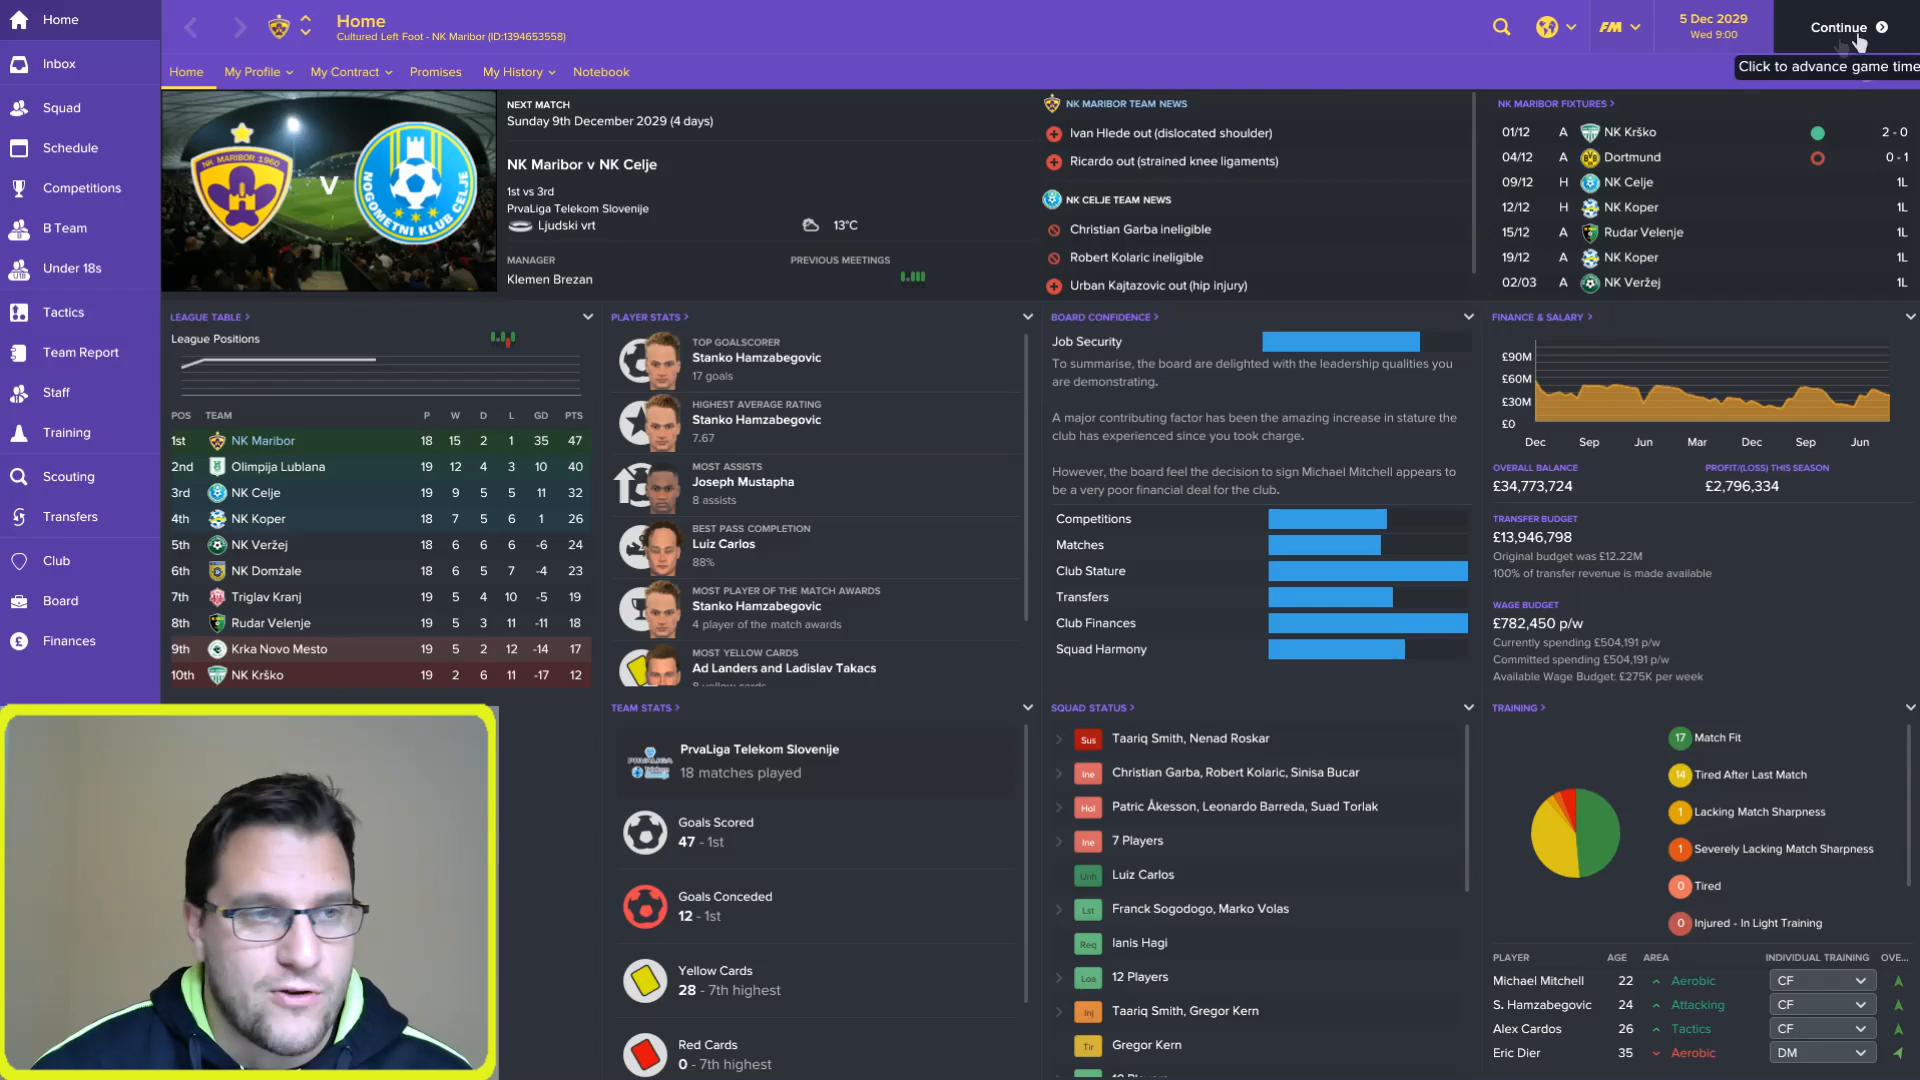 Home
Inbox
Squad
Schedule
Competitions
B Team
Under 18s
Tactics
Team Report
Staff
Training
Scouting
Transfers
Club
Board
Finances
Home
Cultured Left Foot - NK Maribor (ID:1394653558)
FM
5 Dec 2029
Wed 9:00
Continue
Click to advance game time
Home
My Profile
My Contract
Promises
My History
Notebook
NK MARIBOR 1960
V
NOGOMETNI KLUB CELJE
NEXT MATCH
Sunday 9th December 2029 (4 days)
NK Maribor v NK Celje
1st vs 3rd
PrvaLiga Telekom Slovenije
Ljudski vrt
13°C
MANAGER
Klemen Brezan
PREVIOUS MEETINGS
NK MARIBOR TEAM NEWS
Ivan Hlede out (dislocated shoulder)
Ricardo out (strained knee ligaments)
NK CELJE TEAM NEWS
Christian Garba ineligible
Robert Kolaric ineligible
Urban Kajtazovic out (hip injury)
NK MARIBOR FIXTURES
01/12 A NK Krško 2 - 0
04/12 A Dortmund 0 - 1
09/12 H NK Celje 1L
12/12 H NK Koper 1L
15/12 A Rudar Velenje 1L
19/12 A NK Koper 1L
02/03 A NK Veržej 1L
LEAGUE TABLE
League Positions
POS TEAM P W D L GD PTS
1st NK Maribor 18 15 2 1 35 47
2nd Olimpija Lublana 19 12 4 3 10 40
3rd NK Celje 19 9 5 5 11 32
4th NK Koper 18 7 5 6 1 26
5th NK Veržej 18 6 6 6 -6 24
6th NK Domžale 18 6 5 7 -4 23
7th Triglav Kranj 19 5 4 10 -5 19
8th Rudar Velenje 19 5 3 11 -11 18
9th Krka Novo Mesto 19 5 2 12 -14 17
10th NK Krško 19 2 6 11 -17 12
PLAYER STATS
TOP GOALSCORER
Stanko Hamzabegovic
17 goals
HIGHEST AVERAGE RATING
Stanko Hamzabegovic
7.67
MOST ASSISTS
Joseph Mustapha
8 assists
BEST PASS COMPLETION
Luiz Carlos
88%
MOST PLAYER OF THE MATCH AWARDS
Stanko Hamzabegovic
4 player of the match awards
MOST YELLOW CARDS
Ad Landers and Ladislav Takacs
8 yellow cards
BOARD CONFIDENCE
Job Security
To summarise, the board are delighted with the leadership qualities you
are demonstrating.
A major contributing factor has been the amazing increase in stature the
club has experienced since you took charge.
However, the board feel the decision to sign Michael Mitchell appears to
be a very poor financial deal for the club.
Competitions
Matches
Club Stature
Transfers
Club Finances
Squad Harmony
FINANCE & SALARY
£90M
£60M
£30M
£0
Dec Sep Jun Mar Dec Sep Jun
OVERALL BALANCE
£34,773,724
PROFIT/(LOSS) THIS SEASON
£2,796,334
TRANSFER BUDGET
£13,946,798
Original budget was £12.22M
100% of transfer revenue is made available
WAGE BUDGET
£782,450 p/w
Currently spending £504,191 p/w
Committed spending £504,191 p/w
Available Wage Budget: £275K per week
TEAM STATS
PRVALIGA
PrvaLiga Telekom Slovenije
18 matches played
Goals Scored
47 - 1st
Goals Conceded
12 - 1st
Yellow Cards
28 - 7th highest
Red Cards
0 - 7th highest
SQUAD STATUS
Sus Taariq Smith, Nenad Roskar
Ine Christian Garba, Robert Kolaric, Sinisa Bucar
Hol Patric Åkesson, Leonardo Barreda, Suad Torlak
Ine 7 Players
Unh Luiz Carlos
Lst Franck Sogodogo, Marko Volas
Req Ianis Hagi
Loa 12 Players
Inj Taariq Smith, Gregor Kern
Tir Gregor Kern
TRAINING
17 Match Fit
14 Tired After Last Match
1 Lacking Match Sharpness
1 Severely Lacking Match Sharpness
0 Tired
0 Injured - In Light Training
PLAYER AGE AREA INDIVIDUAL TRAINING OVE...
Michael Mitchell 22 Aerobic CF
S. Hamzabegovic 24 Attacking CF
Alex Cardos 26 Tactics CF
Eric Dier 35 Aerobic DM